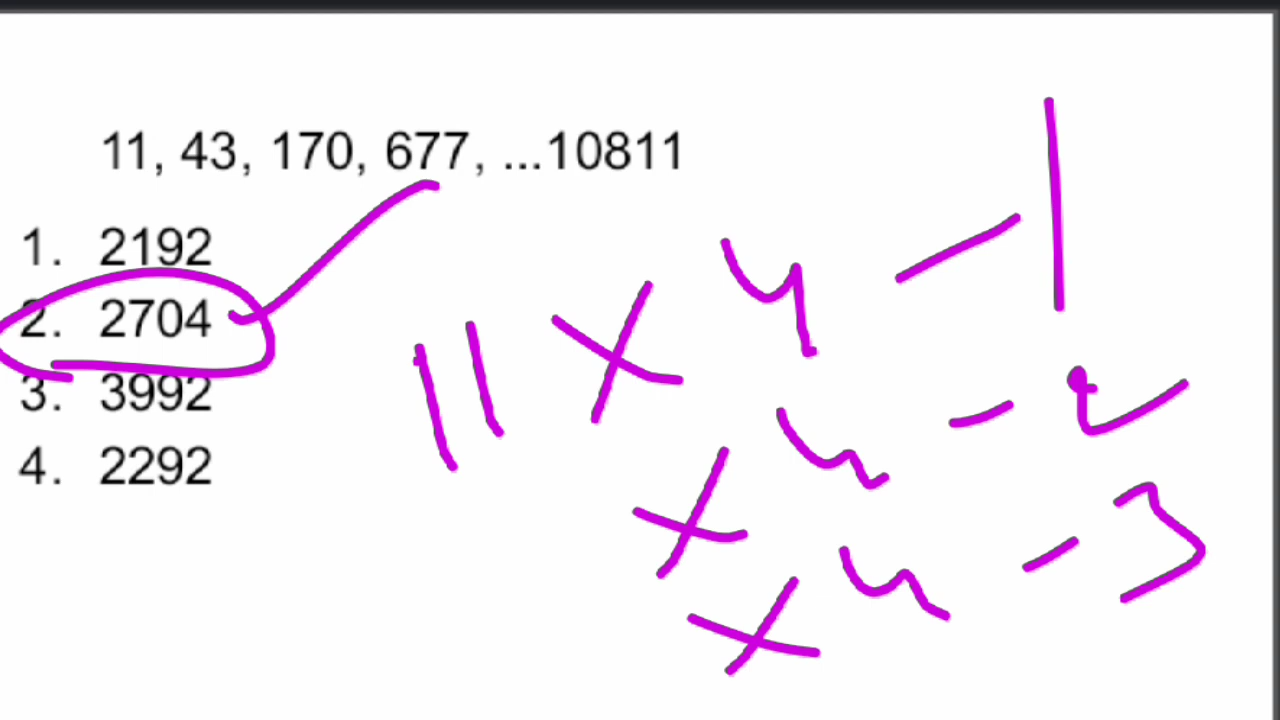 11, 43, 170, 677, ...10811
1. 2192
2. 2704
3. 3992
4. 2292
11 × 4 - 1
× 4 - 2
× 4 - 3